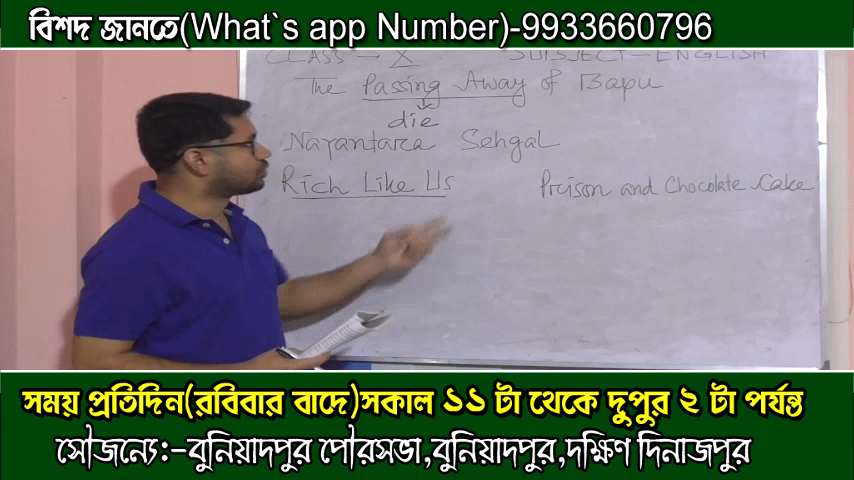 বিশদ জানতে(What`s app Number)-9933660796
CLASS - X SUBJECT - ENGLISH
The Passing Away of Bapu
die
Nayantara Sehgal
Rich Like Us Prison and Chocolate Cake
সময় প্রতিদিন(রবিবার বাদে)সকাল ১১ টা থেকে দুপুর ২ টা পর্যন্ত
সৌজন্যে:-বুনিয়াদপুর পৌরসভা,বুনিয়াদপুর,দক্ষিণ দিনাজপুর